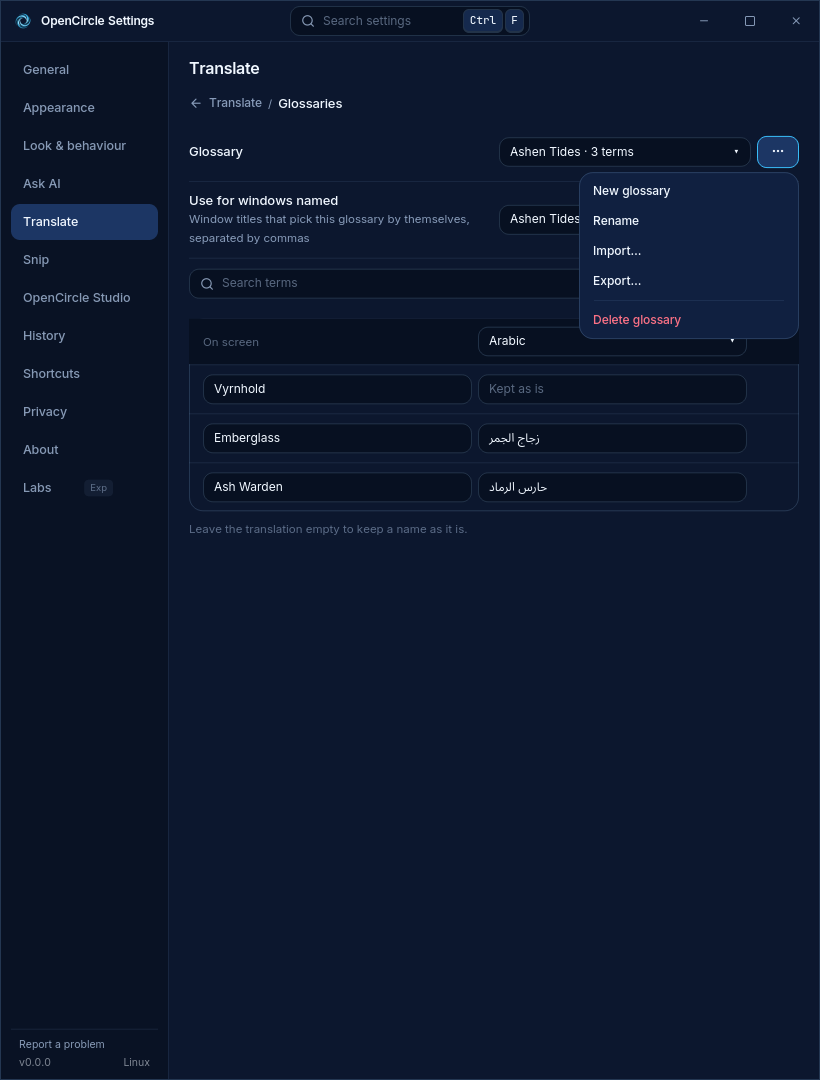 OpenCircle Settings
Search settings
Ctrl F
General
Appearance
Look & behaviour
Ask AI
Translate
Snip
OpenCircle Studio
History
Shortcuts
Privacy
About
Labs Exp
Report a problem
v0.0.0 Linux
Translate
Translate / Glossaries
Glossary
Ashen Tides · 3 terms
···
New glossary
Rename
Import...
Export...
Delete glossary
Use for windows named
Window titles that pick this glossary by themselves,
separated by commas
Ashen Tides
Search terms
On screen
Arabic
Vyrnhold
Kept as is
Emberglass
زجاج الجمر
Ash Warden
حارس الرماد
Leave the translation empty to keep a name as it is.